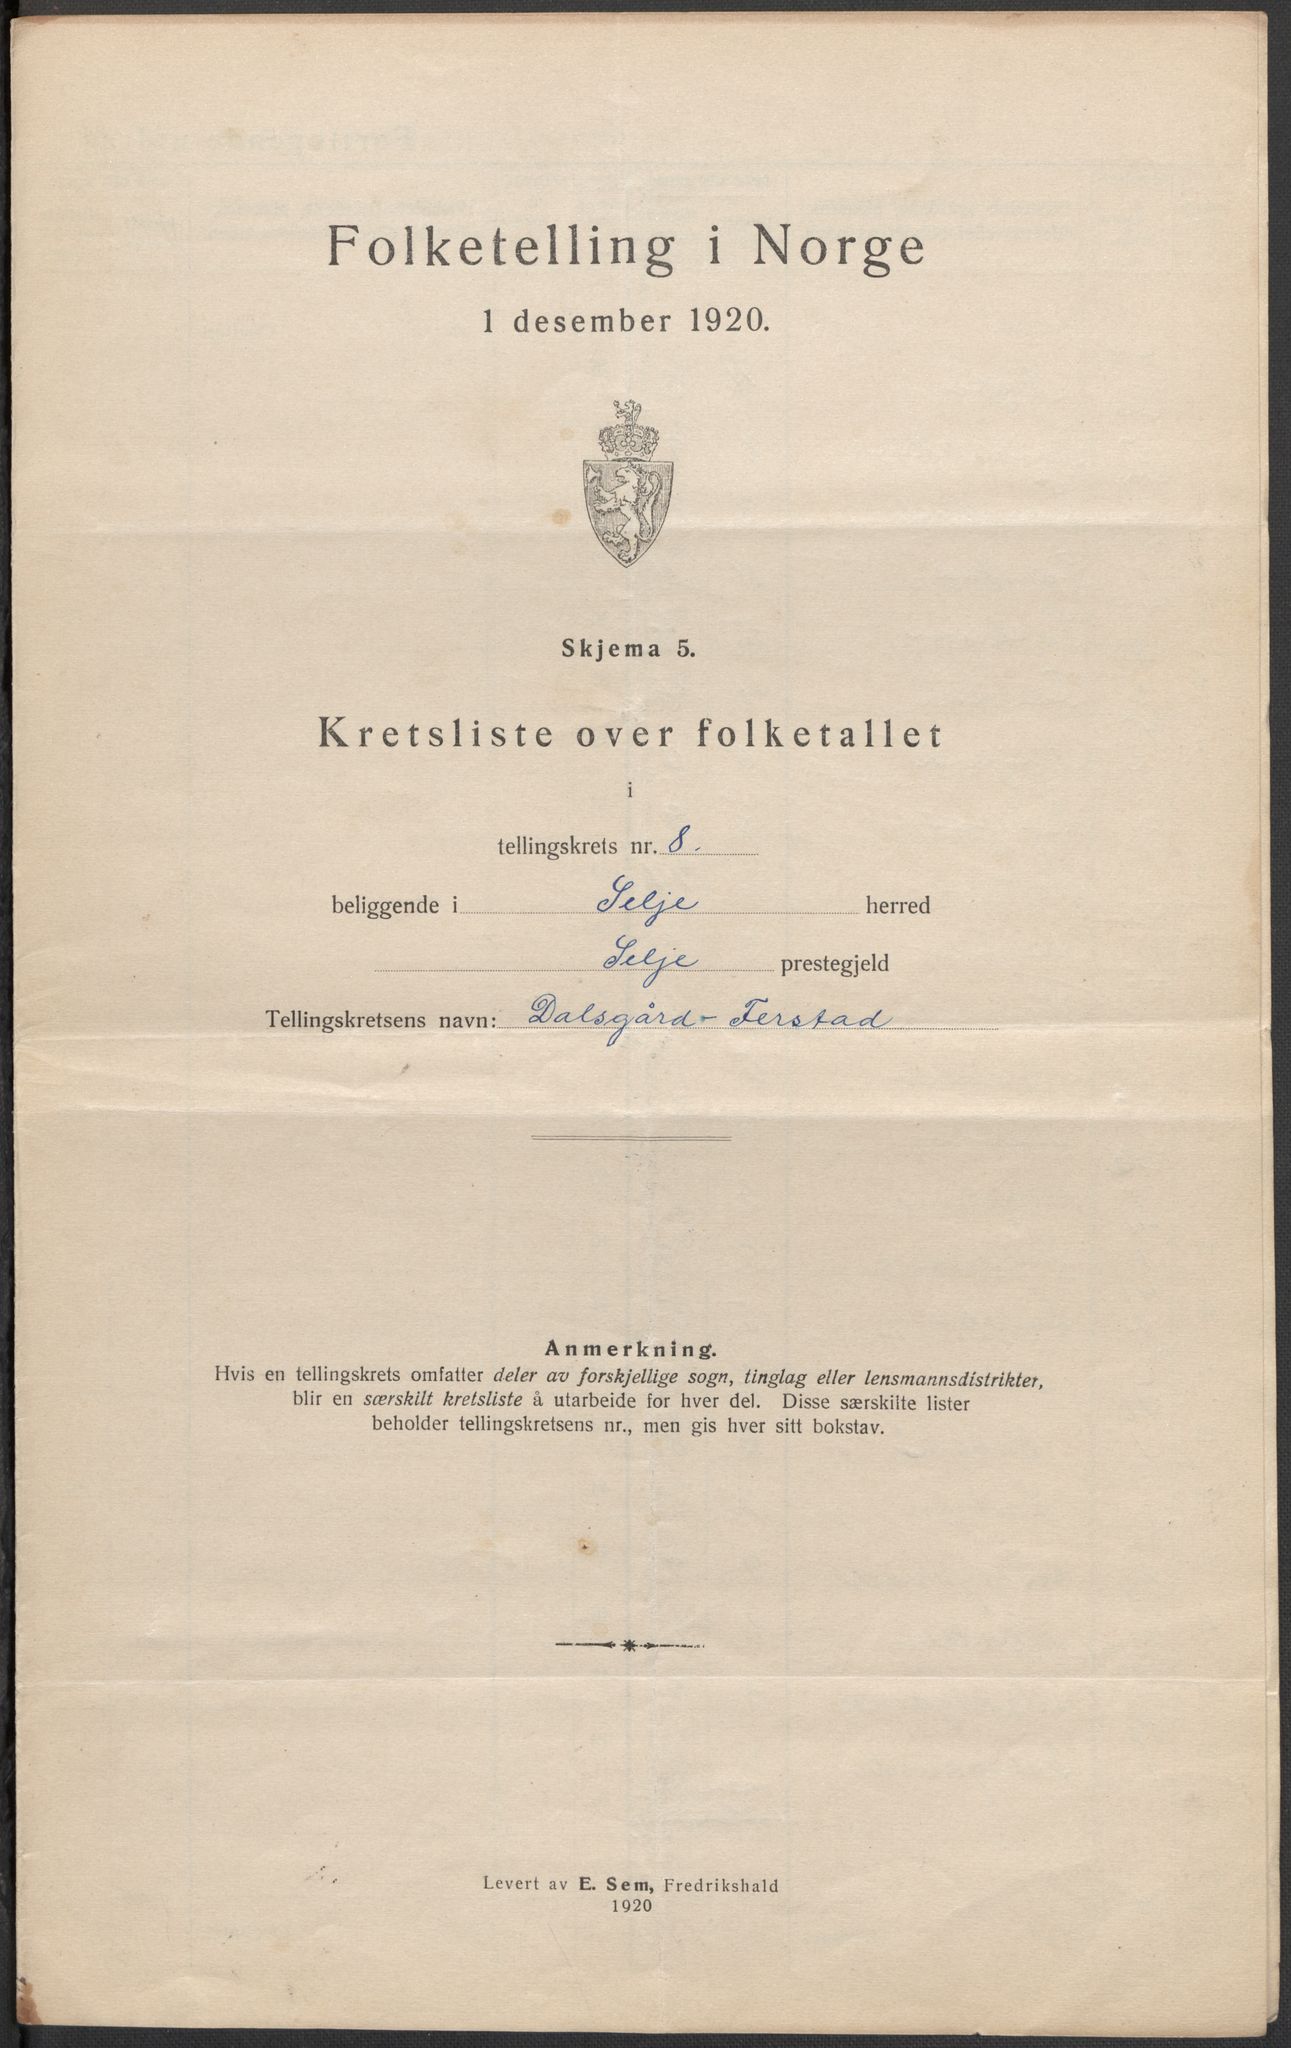 Folketelling i Norge
1 desember 1920.
Skjema 5.
Kretsliste over folketallet
i
tellingskrets nr. 8.
beliggende i Selje herred
Selje prestegjeld
Tellingskretsens navn: Dalsgård - Ferstad
Anmerkning.
Hvis en tellingskrets omfatter deler av forskjellige sogn, tinglag eller lensmannsdistrikter,
blir en særskilt kretsliste å utarbeide for hver del. Disse særskilte lister
beholder tellingskretsens nr., men gis hver sitt bokstav.
Levert av E. Sem, Fredrikshald
1920